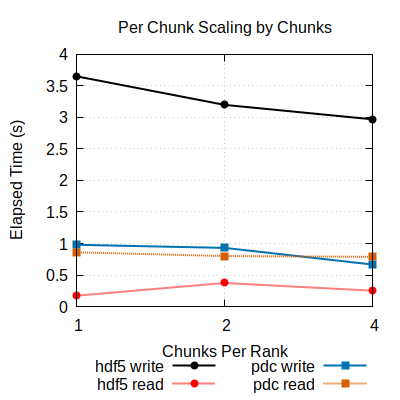 Per Chunk Scaling by Chunks
4
3.5
3
2.5
2
1.5
1
0.5
0
Elapsed Time (s)
1 2 4
Chunks Per Rank
hdf5 write pdc write
hdf5 read pdc read